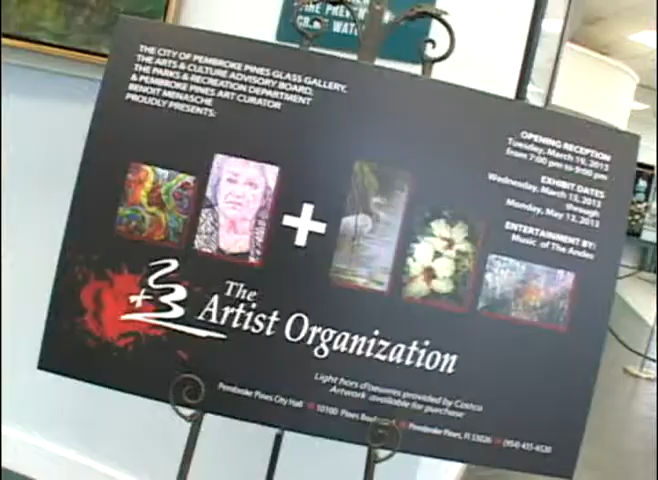 THE PREV
THE CITY OF PEMBROKE PINES GLASS GALLERY,
THE ARTS & CULTURE ADVISORY BOARD,
THE PARKS & RECREATION DEPARTMENT
& PEMBROKE PINES ART CURATOR
BENOIT MENASCHE
PROUDLY PRESENTS:
OPENING RECEPTION
Tuesday, March 19, 2013
from 7:00 pm to 9:00 pm
EXHIBIT DATES
Wednesday, March 13, 2013
through
Monday, May 13, 2013
ENTERTAINMENT BY:
Music of The Andes
+
2
+3
The
Artist Organization
Light hors d'oeuvres provided by Costco
Artwork available for purchase
Pembroke Pines City Hall 10100 Pines Boulevard Pembroke Pines, Fl 33026 (954) 435-6520